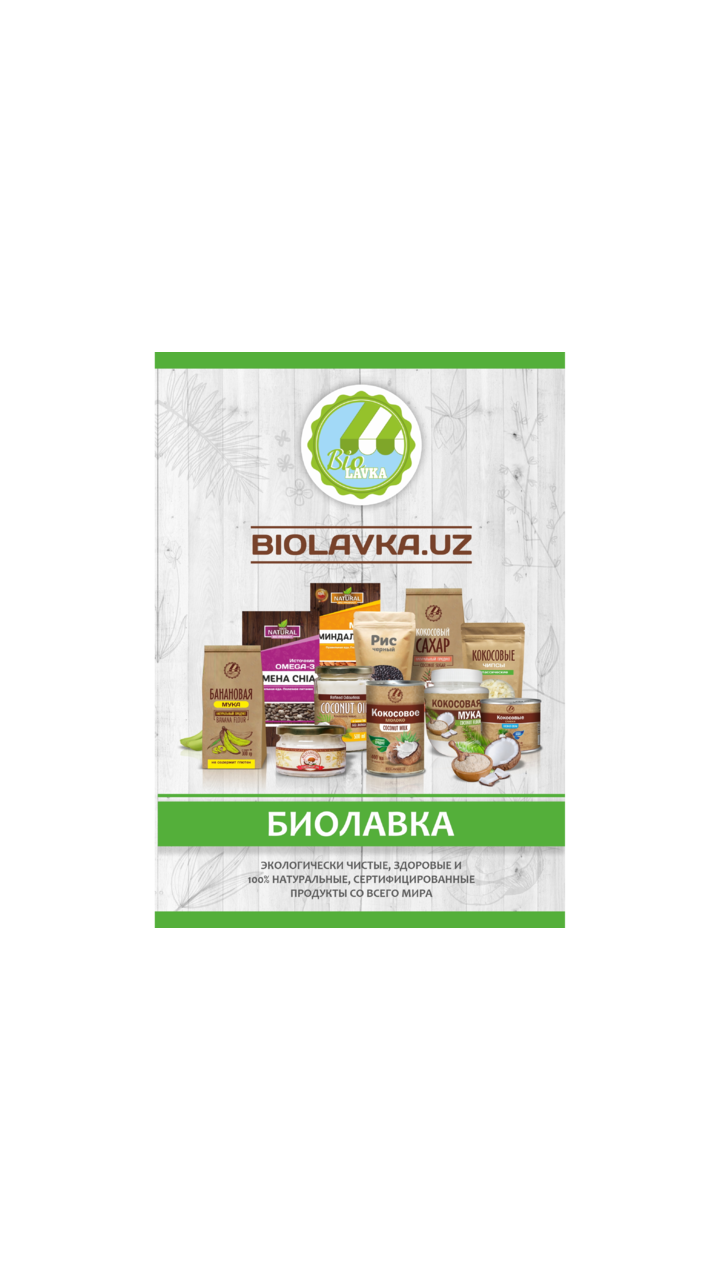 Bio
LAVKA
BIOLAVKA.UZ
NATURAL
NATURAL
МИНДАЛ
Рис
черный
КОКОСОВЫЙ
САХАР
КОКОСОВЫЕ
ЧИПСЫ
Источник
OMEGA-3
МЕНА CHIA
БАНАНОВАЯ
МУКА
BANANA FLOUR
COCONUT OI
Кокосовое
молоко
COCONUT MILK
КОКОСОВАЯ
МУКА
Кокосовые
БИОЛАВКА
ЭКОЛОГИЧЕСКИ ЧИСТЫЕ, ЗДОРОВЫЕ И
100% НАТУРАЛЬНЫЕ, СЕРТИФИЦИРОВАННЫЕ
ПРОДУКТЫ СО ВСЕГО МИРА